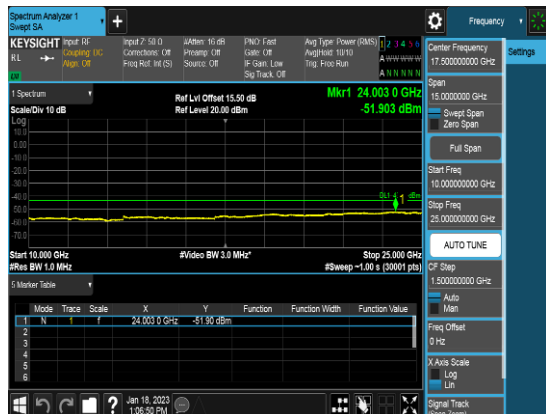 Spectrum Analyzer 1
Swept SA
Frequency
KEYSIGHT
RL
Input: RF
Coupling: DC
Align: Off
Input Z: 50 Ω
Corrections: Off
Freq Ref: Int (S)
#Atten: 16 dB
Preamp: Off
Source: Off
PNO: Fast
Gate: Off
IF Gain: Low
Sig Track: Off
Avg Type: Power (RMS)
Avg|Hold: 10/10
Trig: Free Run
1 2 3 4 5 6
A W W W W W
A N N N N N
1 Spectrum
Scale/Div 10 dB
Log
Ref Lvl Offset 15.50 dB
Ref Level 20.00 dBm
Mkr1 24.003 0 GHz
-51.903 dBm
10.0
0.00
-10.0
-20.0
-30.0
-40.0
-50.0
-60.0
-70.0
DL1
dBm
1
Start 10.000 GHz
#Res BW 1.0 MHz
#Video BW 3.0 MHz*
Stop 25.000 GHz
#Sweep ~1.00 s (30001 pts)
5 Marker Table
Mode Trace Scale X Y Function Function Width Function Value
1 N 1 f 24.003 0 GHz -51.90 dBm
2
3
4
5
6
Jan 18, 2023
1:06:50 PM
Center Frequency
17.500000000 GHz
Settings
Span
15.0000000 GHz
Swept Span
Zero Span
Full Span
Start Freq
10.000000000 GHz
Stop Freq
25.000000000 GHz
AUTO TUNE
CF Step
1.500000000 GHz
Auto
Man
Freq Offset
0 Hz
X Axis Scale
Log
Lin
Signal Track
(Span Zoom)